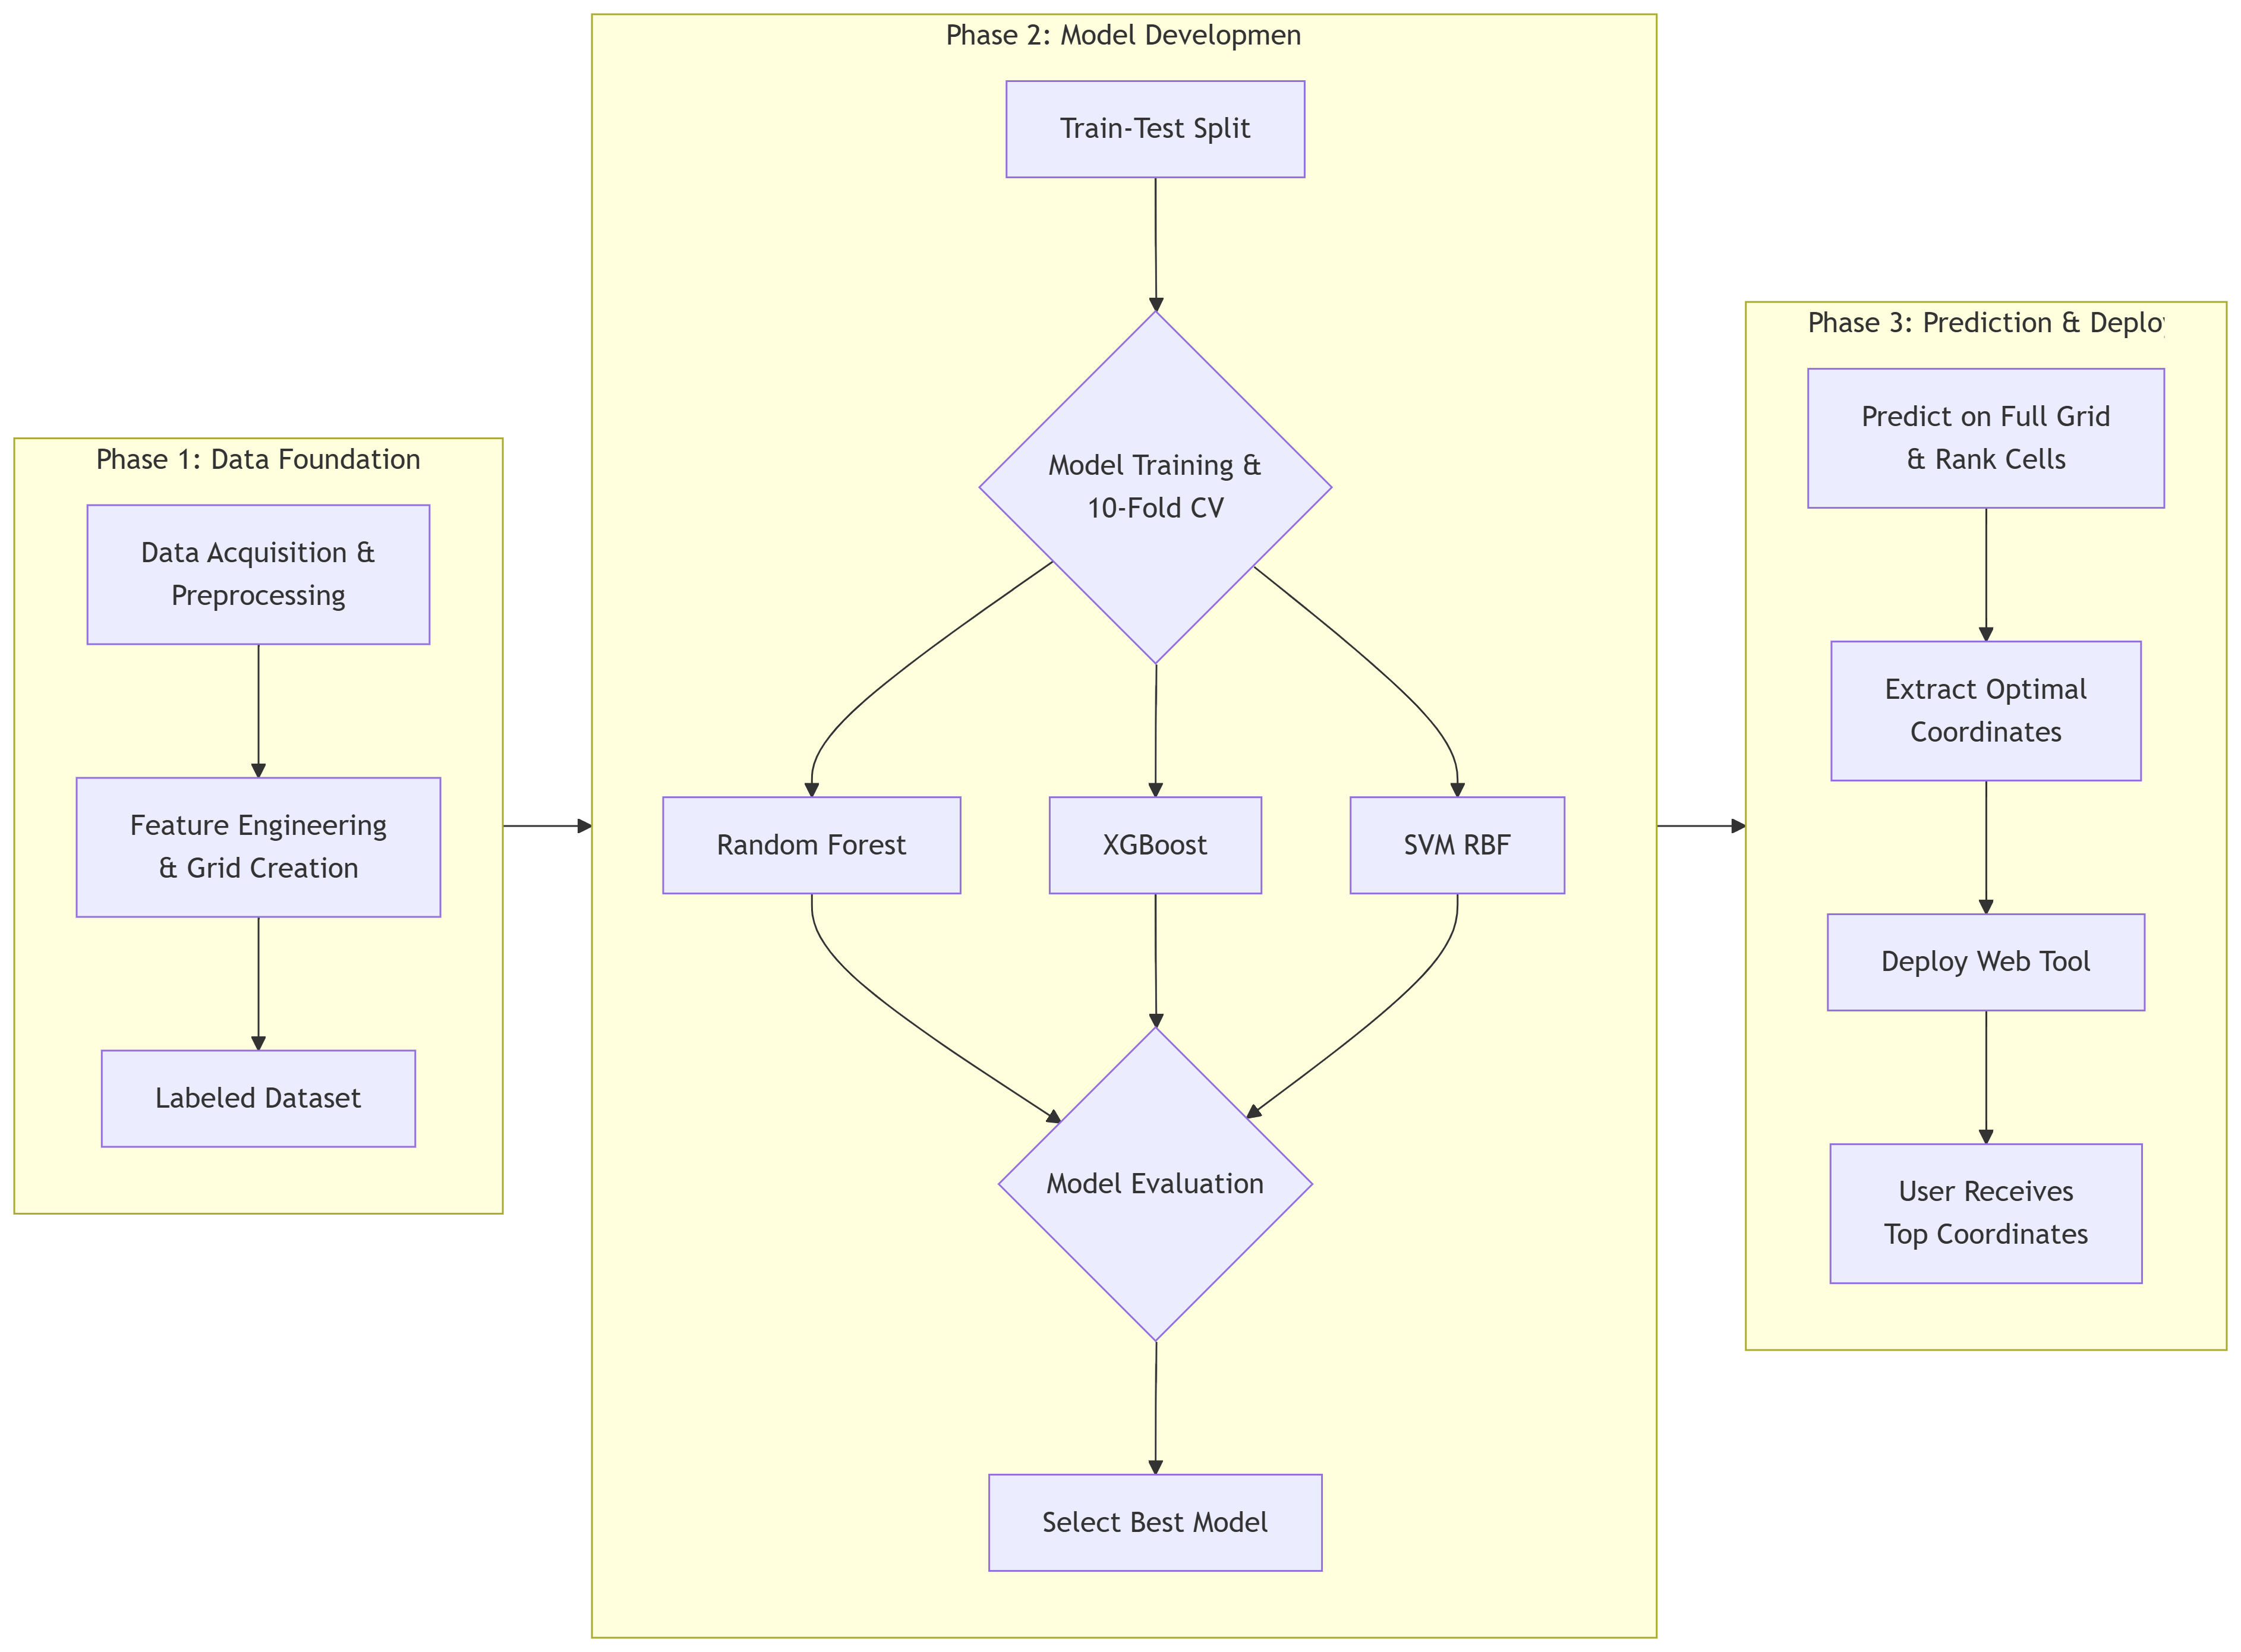 Phase 1: Data Foundation
Data Acquisition &
Preprocessing
Feature Engineering
& Grid Creation
Labeled Dataset
Phase 2: Model Developmen
Train-Test Split
Model Training &
10-Fold CV
Random Forest
XGBoost
SVM RBF
Model Evaluation
Select Best Model
Phase 3: Prediction & Deplo
Predict on Full Grid
& Rank Cells
Extract Optimal
Coordinates
Deploy Web Tool
User Receives
Top Coordinates